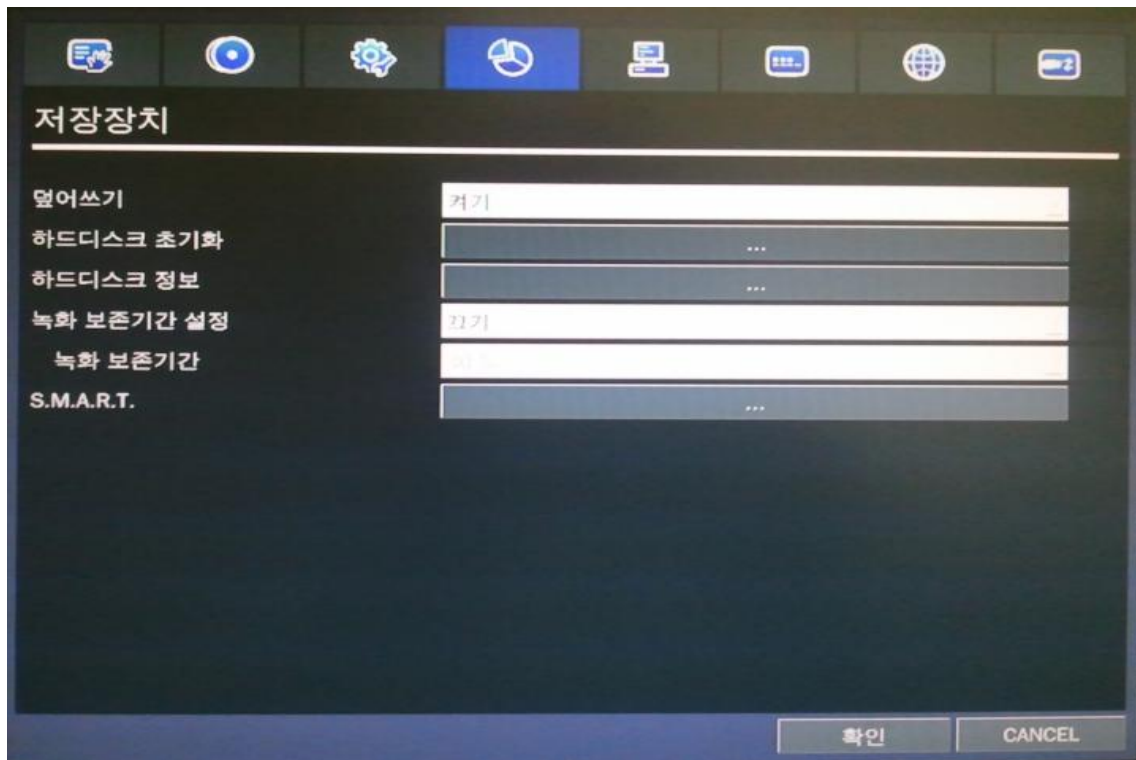 저장장치
덮어쓰기 켜기
하드디스크 초기화 ...
하드디스크 정보 ...
녹화 보존기간 설정 끄기
녹화 보존기간
S.M.A.R.T. ...
확인 CANCEL